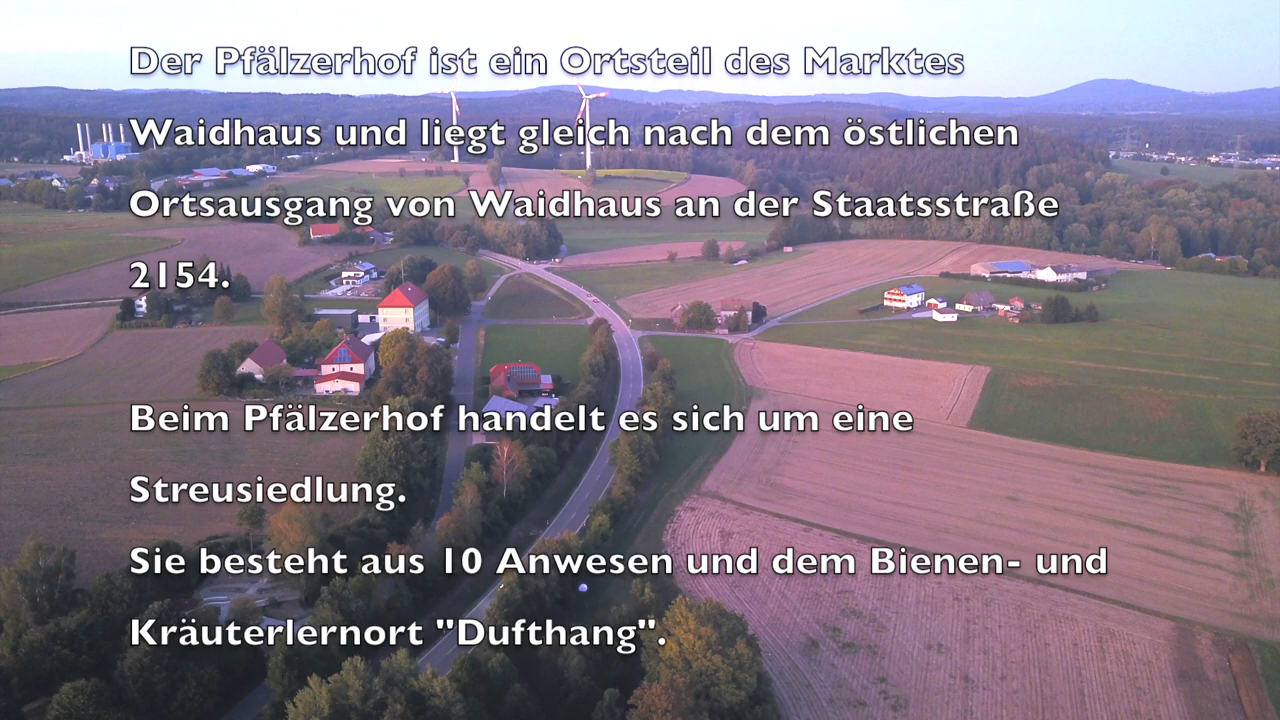 Der Pfälzerhof ist ein Ortsteil des Marktes
Waidhaus und liegt gleich nach dem östlichen
Ortsausgang von Waidhaus an der Staatsstraße
2154.
Beim Pfälzerhof handelt es sich um eine
Streusiedlung.
Sie besteht aus 10 Anwesen und dem Bienen- und
Kräuterlernort "Dufthang".